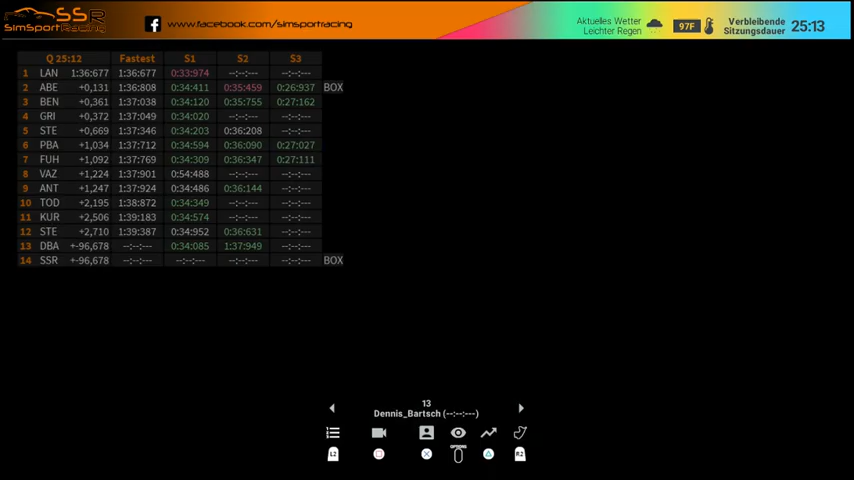 SSR
SimSportRacing
www.facebook.com/simsportracing
Aktuelles Wetter
Leichter Regen
97F
Verbleibende
Sitzungsdauer
25:13
Q 25:12 Fastest S1 S2 S3
1 LAN 1:36:677 1:36:677 0:33:974 --:--:--- --:--:---
2 ABE +0,131 1:36:808 0:34:411 0:35:459 0:26:937 BOX
3 BEN +0,361 1:37:038 0:34:120 0:35:755 0:27:162
4 GRI +0,372 1:37:049 0:34:020 --:--:--- --:--:---
5 STE +0,669 1:37:346 0:34:203 0:36:208 --:--:---
6 PBA +1,034 1:37:712 0:34:594 0:36:090 0:27:027
7 FUH +1,092 1:37:769 0:34:309 0:36:347 0:27:111
8 VAZ +1,224 1:37:901 0:54:488 --:--:--- --:--:---
9 ANT +1,247 1:37:924 0:34:486 0:36:144 --:--:---
10 TOD +2,195 1:38:872 0:34:349 --:--:--- --:--:---
11 KUR +2,506 1:39:183 0:34:574 --:--:--- --:--:---
12 STE +2,710 1:39:387 0:34:952 0:36:631 --:--:---
13 DBA +-96,678 --:--:--- 0:34:085 1:37:949 --:--:---
14 SSR +-96,678 --:--:--- --:--:--- --:--:--- --:--:--- BOX
13
Dennis_Bartsch (--:--:---)
L2 R2